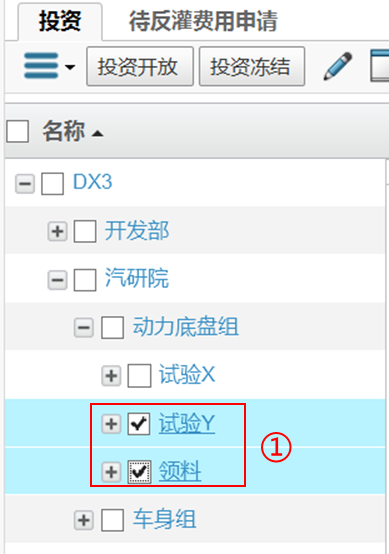 投资 待反灌费用申请
投资开放 投资冻结
名称
DX3
开发部
汽研院
动力底盘组
试验X
试验Y
①
领料
车身组